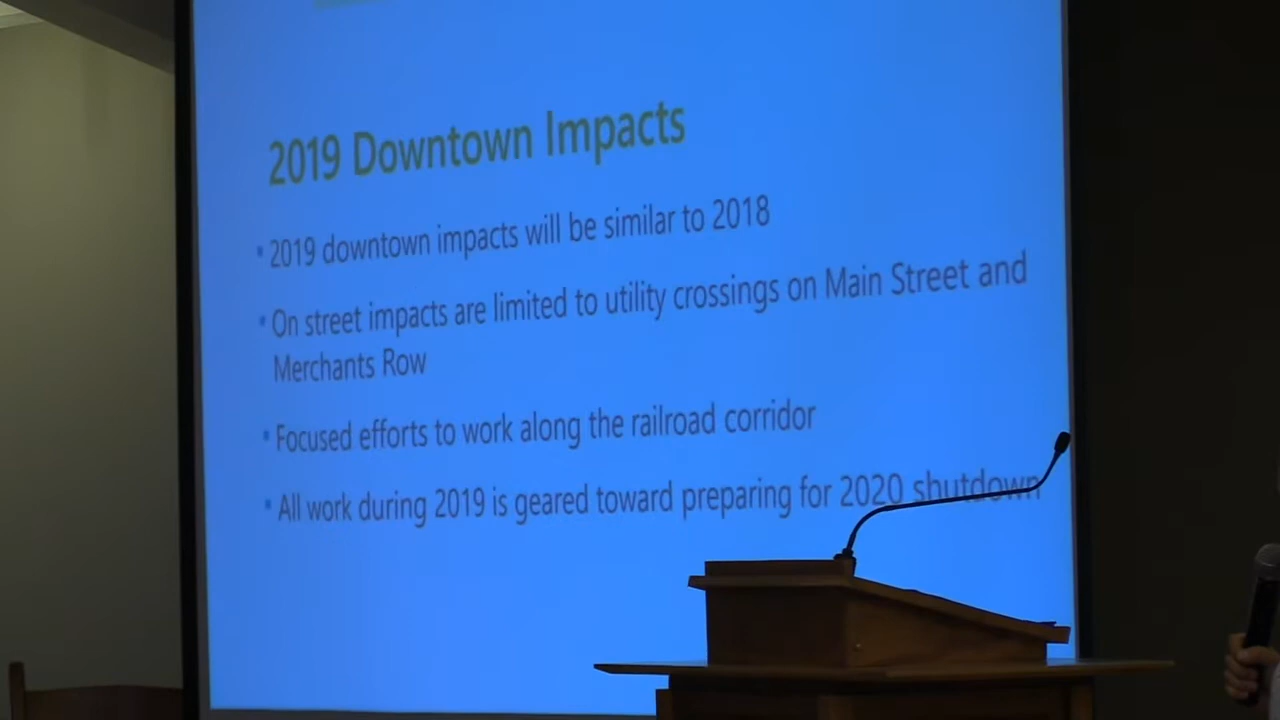 2019 Downtown Impacts
• 2019 downtown impacts will be similar to 2018
• On street impacts are limited to utility crossings on Main Street and
Merchants Row
• Focused efforts to work along the railroad corridor
• All work during 2019 is geared toward preparing for 2020 shutdown